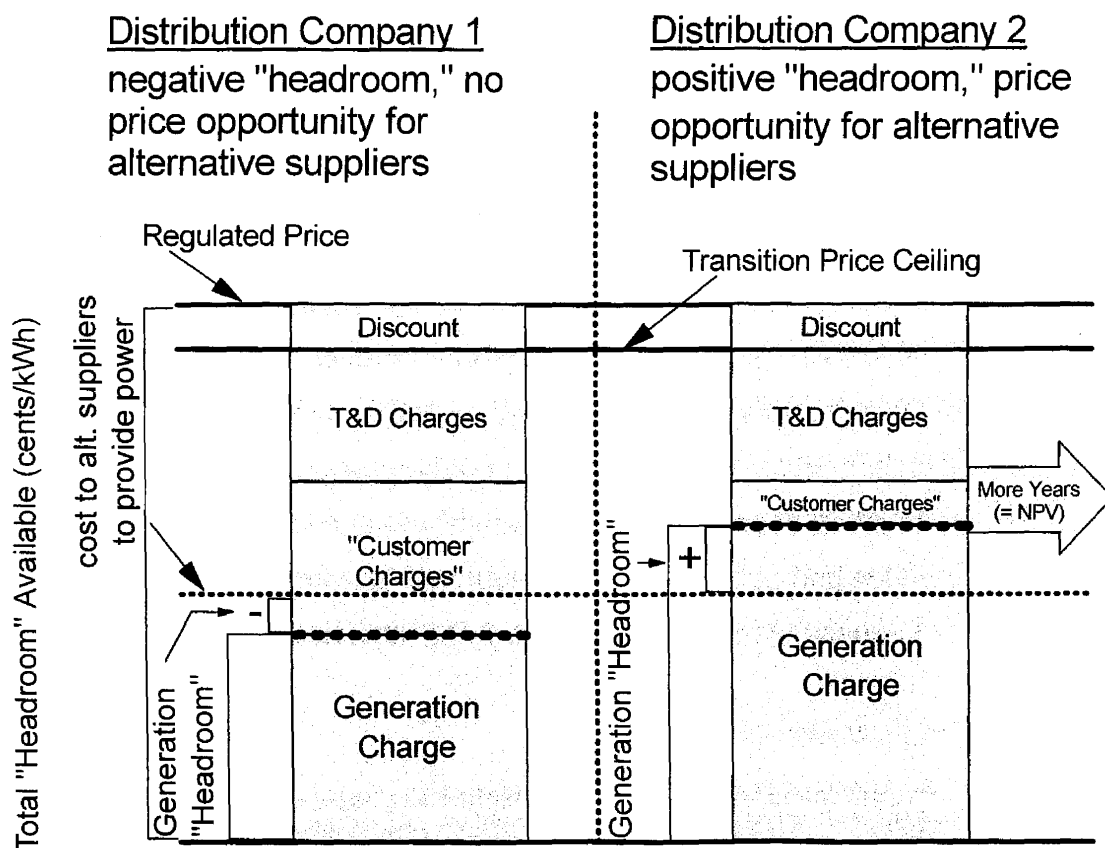 Distribution Company 1
negative "headroom," no
price opportunity for
alternative suppliers
Distribution Company 2
positive "headroom," price
opportunity for alternative
suppliers
Regulated Price
Transition Price Ceiling
Total "Headroom" Available (cents/kWh)
cost to alt. suppliers
to provide power
Discount
T&D Charges
"Customer
Charges"
-
Generation
"Headroom"
Generation
Charge
Discount
T&D Charges
"Customer Charges"
More Years
(= NPV)
+
Generation "Headroom"
Generation
Charge